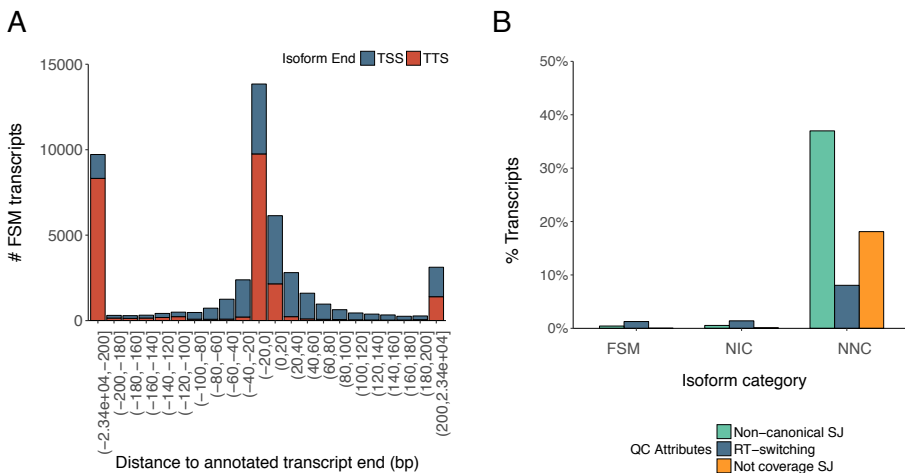 A
Isoform End TSS TTS
# FSM transcripts
15000
10000
5000
0
(−2.34e+04,−200]
(−200,−180]
(−180,−160]
(−160,−140]
(−140,−120]
(−120,−100]
(−100,−80]
(−80,−60]
(−60,−40]
(−40,−20]
(−20,0]
(0,20]
(20,40]
(40,60]
(60,80]
(80,100]
(100,120]
(120,140]
(140,160]
(160,180]
(180,200]
(200,2.34e+04]
Distance to annotated transcript end (bp)
B
% Transcripts
50%
40%
30%
20%
10%
0%
FSM NIC NNC
Isoform category
QC Attributes
Non−canonical SJ
RT−switching
Not coverage SJ